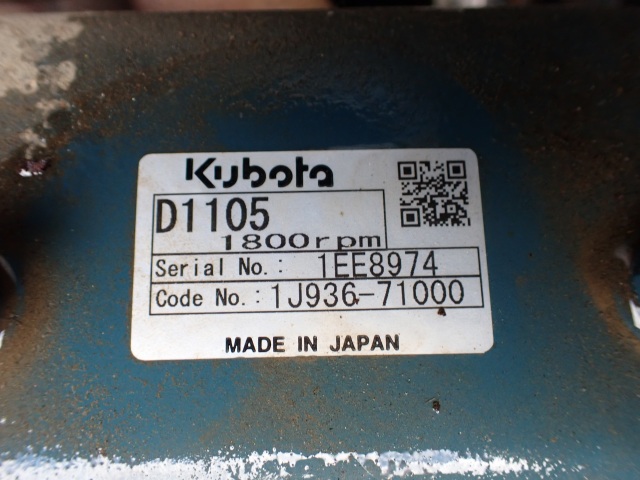 Kubota
D1105
1800rpm
Serial No.: 1EE8974
Code No.: 1J936-71000
MADE IN JAPAN